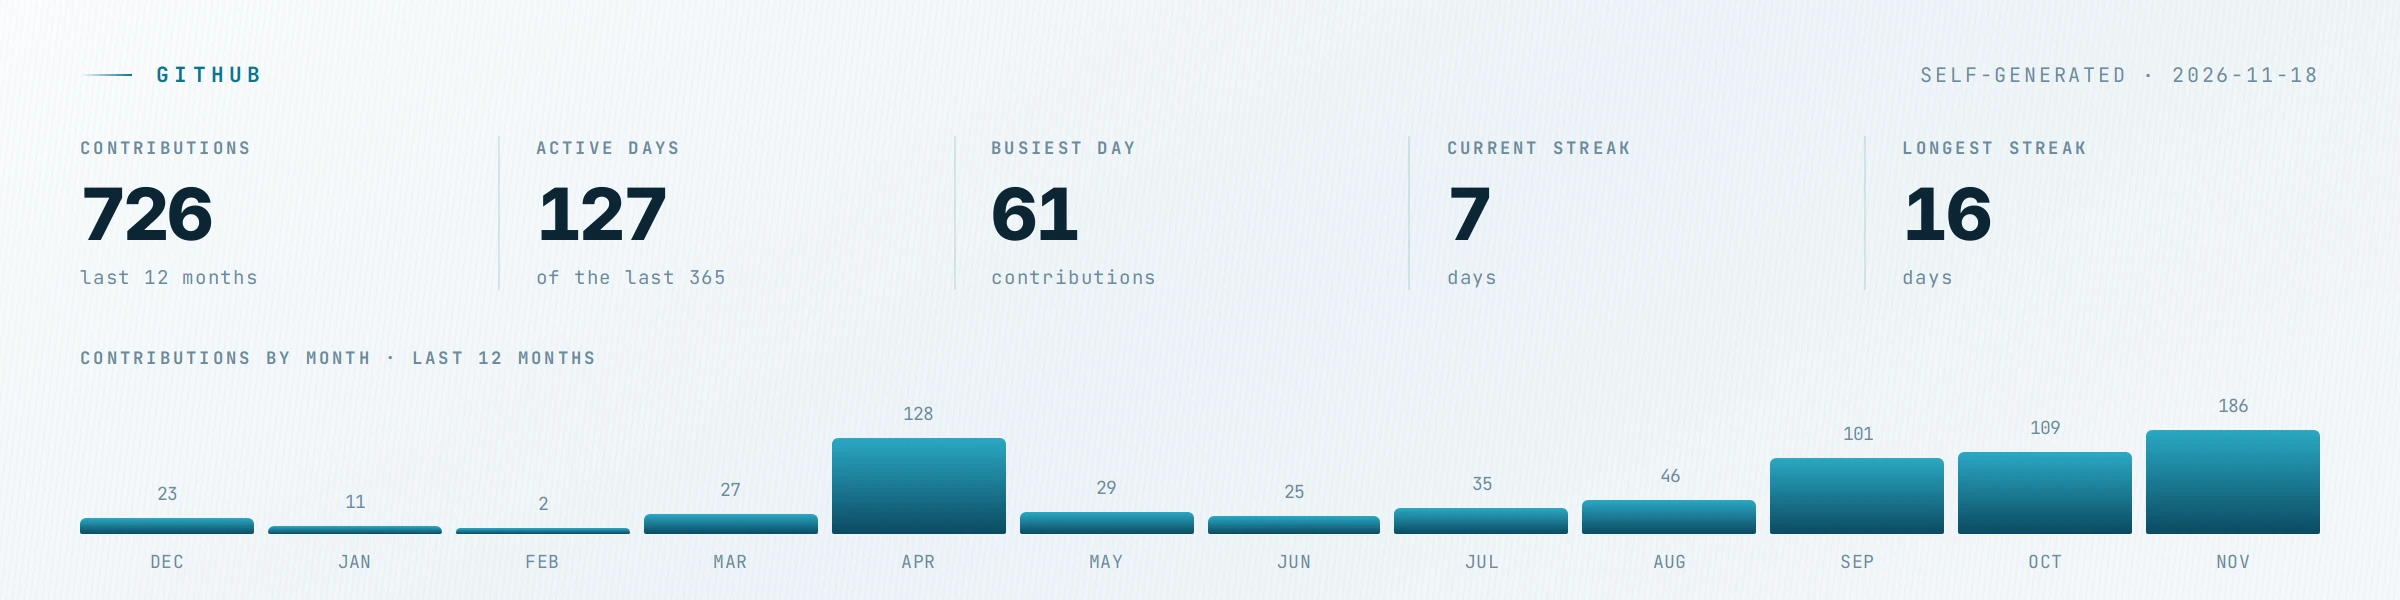 GITHUB
SELF-GENERATED · 2026-11-18
CONTRIBUTIONS
726
last 12 months
ACTIVE DAYS
127
of the last 365
BUSIEST DAY
61
contributions
CURRENT STREAK
7
days
LONGEST STREAK
16
days
CONTRIBUTIONS BY MONTH · LAST 12 MONTHS
23 11 2 27 128 29 25 35 46 101 109 186
DEC JAN FEB MAR APR MAY JUN JUL AUG SEP OCT NOV